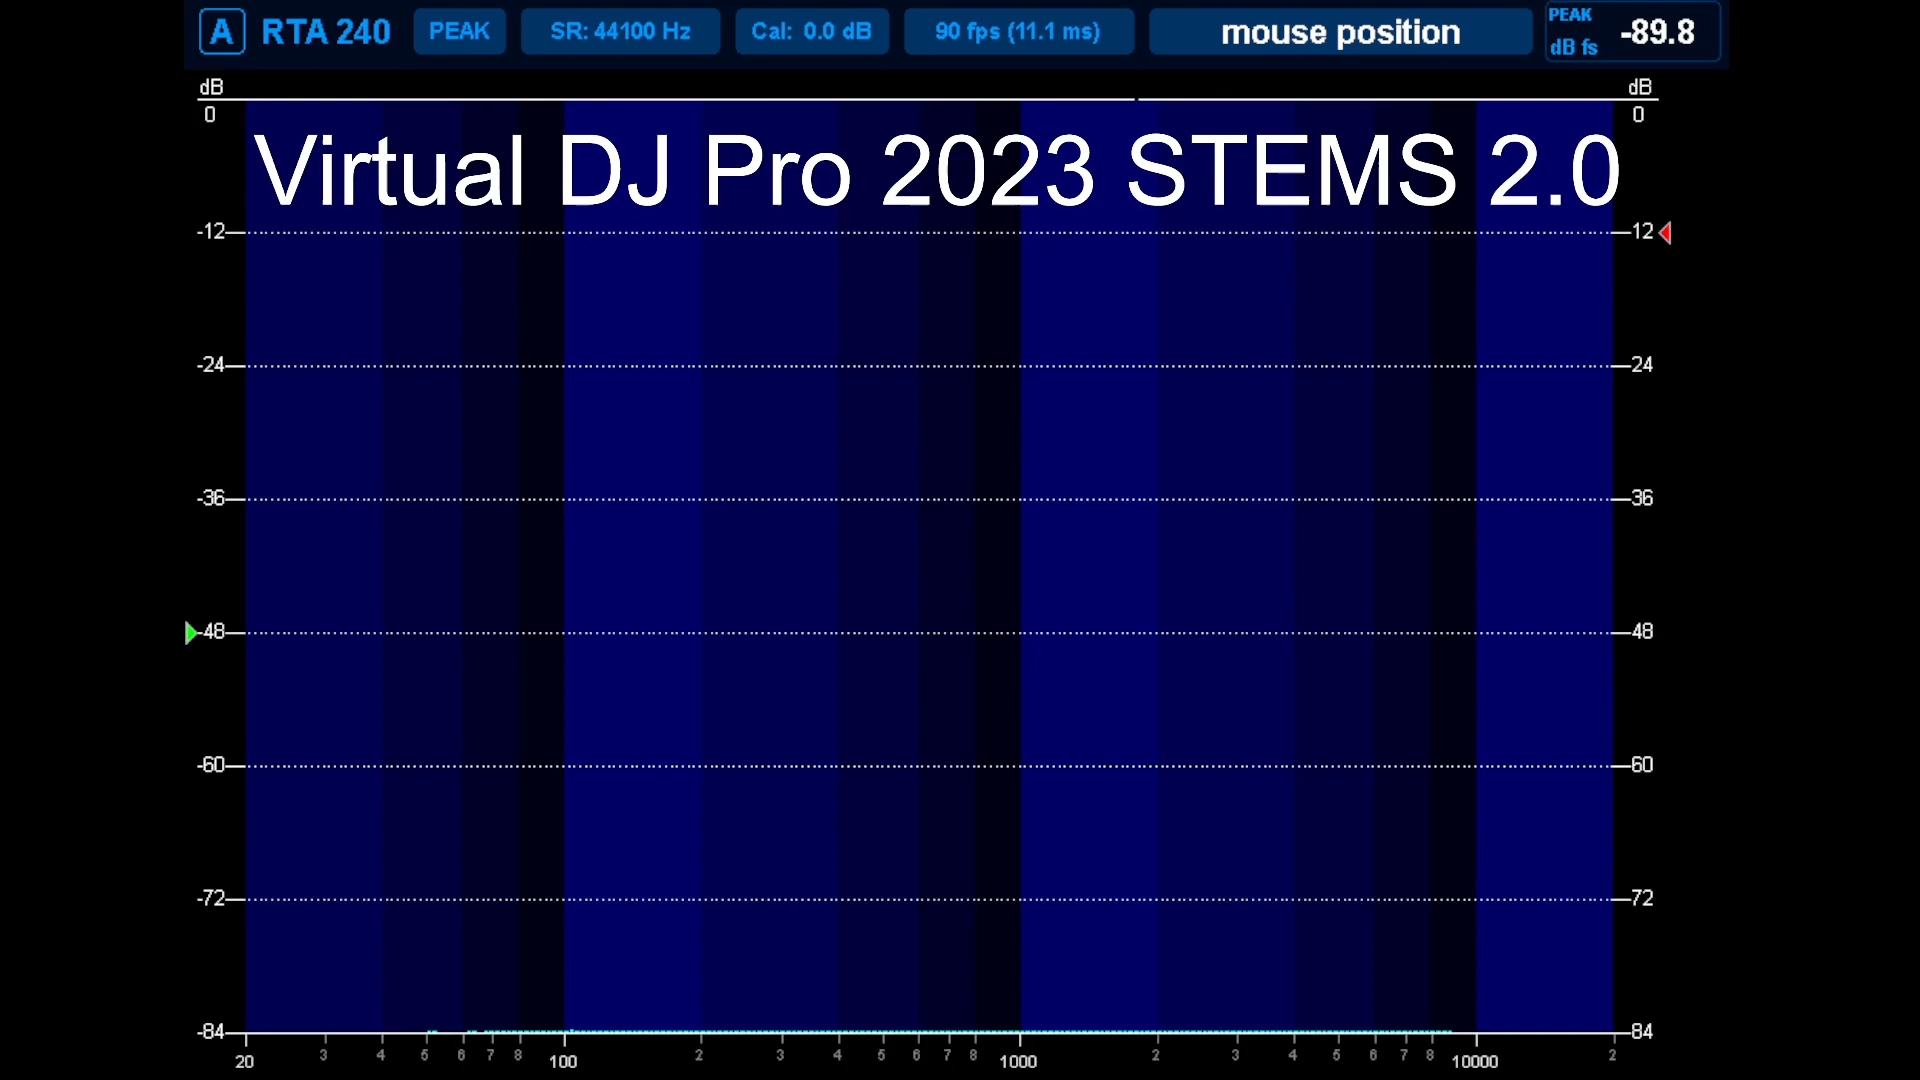 A RTA 240 PEAK SR: 44100 Hz Cal: 0.0 dB 90 fps (11.1 ms) mouse position PEAK dB fs -89.8
dB dB
0 0
Virtual DJ Pro 2023 STEMS 2.0
-12 -12
-24 -24
-36 -36
-48 -48
-60 -60
-72 -72
-84 -84
20 3 4 5 6 7 8 100 2 3 4 5 6 7 8 1000 2 3 4 5 6 7 8 10000 2